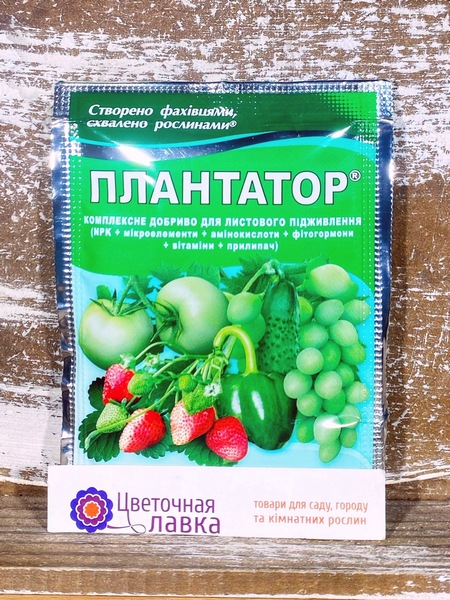 Створено фахівцями,
схвалено рослинами®
ПЛАНТАТОР®
КОМПЛЕКСНЕ ДОБРИВО ДЛЯ ЛИСТОВОГО ПІДЖИВЛЕННЯ
(NPK + мікроелементи + амінокислоти + фітогормони
+ вітаміни + прилипач)
Цветочная
лавка
товари для саду, городу
та кімнатних рослин